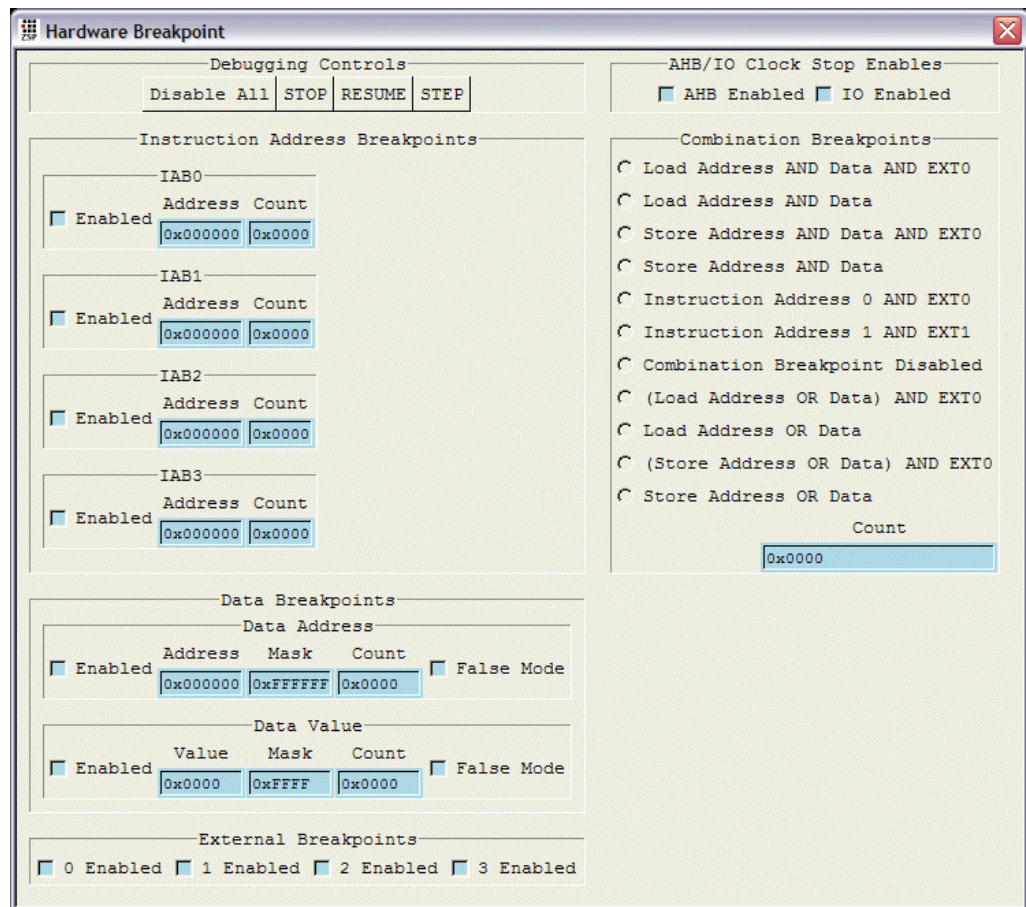 ZSP
Hardware Breakpoint
Debugging Controls
Disable All STOP RESUME STEP
AHB/IO Clock Stop Enables
AHB Enabled IO Enabled
Instruction Address Breakpoints
IAB0
Address Count
Enabled
0x000000 0x0000
IAB1
Address Count
Enabled
0x000000 0x0000
IAB2
Address Count
Enabled
0x000000 0x0000
IAB3
Address Count
Enabled
0x000000 0x0000
Combination Breakpoints
Load Address AND Data AND EXT0
Load Address AND Data
Store Address AND Data AND EXT0
Store Address AND Data
Instruction Address 0 AND EXT0
Instruction Address 1 AND EXT1
Combination Breakpoint Disabled
(Load Address OR Data) AND EXT0
Load Address OR Data
(Store Address OR Data) AND EXT0
Store Address OR Data
Count
0x0000
Data Breakpoints
Data Address
Address Mask Count
Enabled
0x000000 0xFFFFFF 0x0000
False Mode
Data Value
Value Mask Count
Enabled
0x0000 0xFFFF 0x0000
False Mode
External Breakpoints
0 Enabled 1 Enabled 2 Enabled 3 Enabled